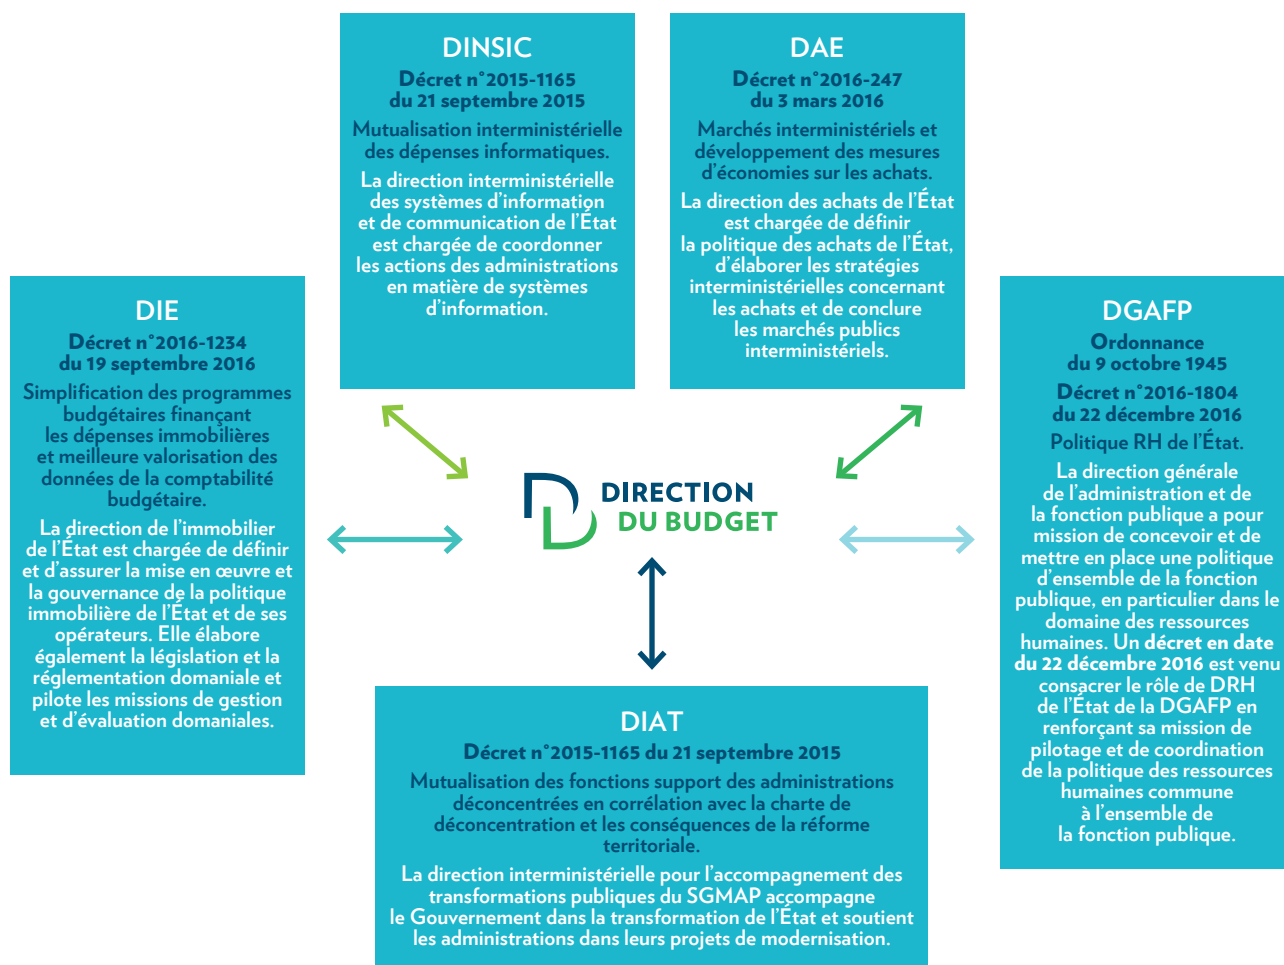 DINSIC
Décret n°2015-1165
du 21 septembre 2015
Mutualisation interministérielle
des dépenses informatiques.
La direction interministérielle
des systèmes d’information
et de communication de l’État
est chargée de coordonner
les actions des administrations
en matière de systèmes
d’information.
DAE
Décret n°2016-247
du 3 mars 2016
Marchés interministériels et
développement des mesures
d’économies sur les achats.
La direction des achats de l’État
est chargée de définir
la politique des achats de l’État,
d’élaborer les stratégies
interministérielles concernant
les achats et de conclure
les marchés publics
interministériels.
DIE
Décret n°2016-1234
du 19 septembre 2016
Simplification des programmes
budgétaires finançant
les dépenses immobilières
et meilleure valorisation des
données de la comptabilité
budgétaire.
La direction de l’immobilier
de l’État est chargée de définir
et d’assurer la mise en œuvre et
la gouvernance de la politique
immobilière de l’État et de ses
opérateurs. Elle élabore
également la législation et la
réglementation domaniale et
pilote les missions de gestion
et d’évaluation domaniales.
DIRECTION
DU BUDGET
DGAFP
Ordonnance
du 9 octobre 1945
Décret n°2016-1804
du 22 décembre 2016
Politique RH de l’État.
La direction générale
de l’administration et de
la fonction publique a pour
mission de concevoir et de
mettre en place une politique
d’ensemble de la fonction
publique, en particulier dans le
domaine des ressources
humaines. Un décret en date
du 22 décembre 2016 est venu
consacrer le rôle de DRH
de l’État de la DGAFP en
renforçant sa mission de
pilotage et de coordination
de la politique des ressources
humaines commune
à l’ensemble de
la fonction publique.
DIAT
Décret n°2015-1165 du 21 septembre 2015
Mutualisation des fonctions support des administrations
déconcentrées en corrélation avec la charte de
déconcentration et les conséquences de la réforme
territoriale.
La direction interministérielle pour l’accompagnement des
transformations publiques du SGMAP accompagne
le Gouvernement dans la transformation de l’État et soutient
les administrations dans leurs projets de modernisation.